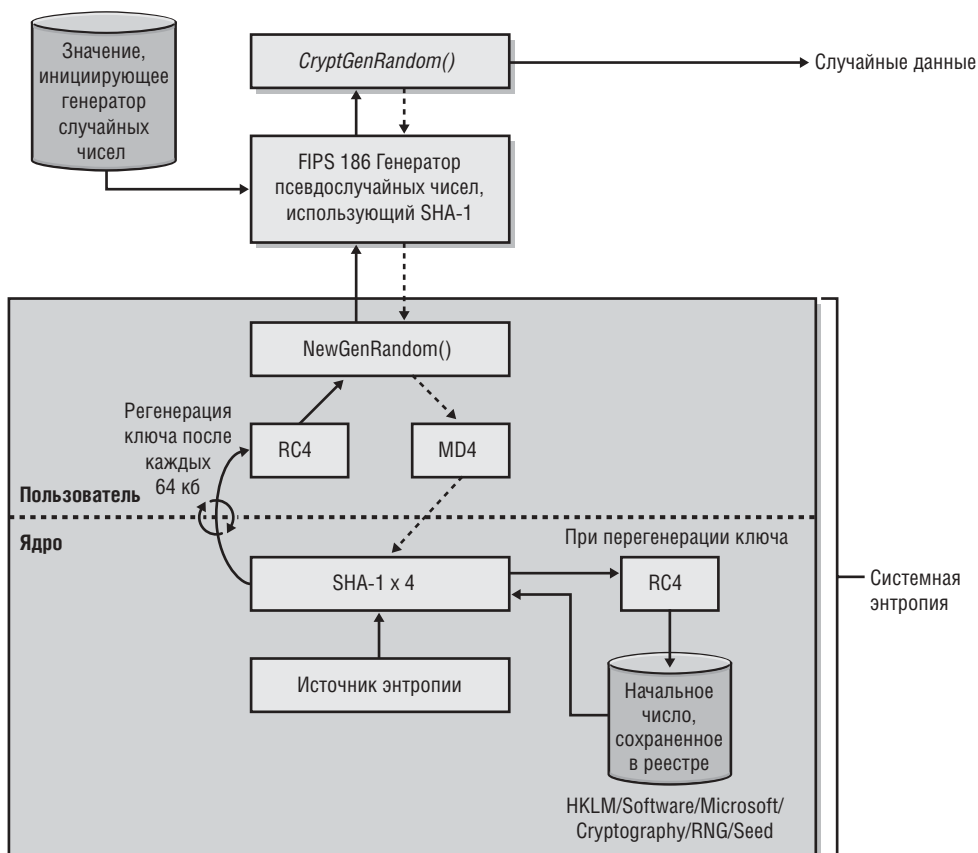 Значение,
инициирующее
генератор
случайных
чисел
CryptGenRandom()
Случайные данные
FIPS 186 Генератор
псевдослучайных чисел,
использующий SHA-1
NewGenRandom()
Регенерация
ключа после
каждых
64 кб
RC4
MD4
Пользователь
Ядро
При перегенерации ключа
SHA-1 x 4
RC4
Системная
энтропия
Источник энтропии
Начальное
число,
сохраненное
в реестре
HKLM/Software/Microsoft/
Cryptography/RNG/Seed